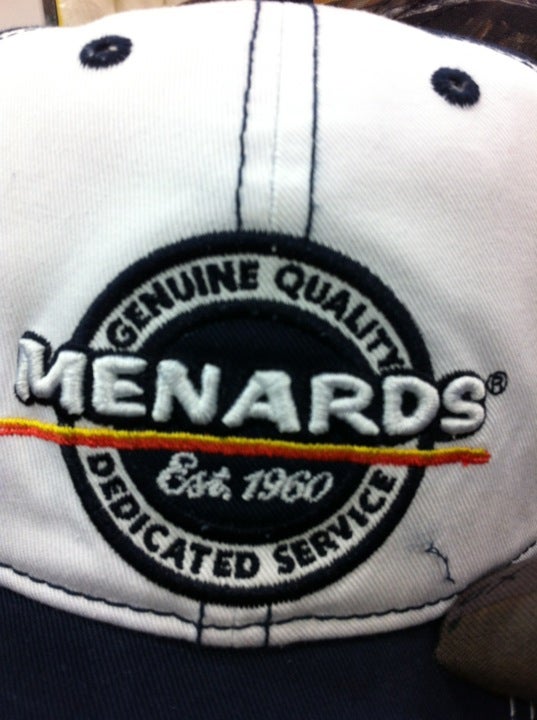 GENUINE QUALITY
MENARDS®
Est. 1960
DEDICATED SERVICE